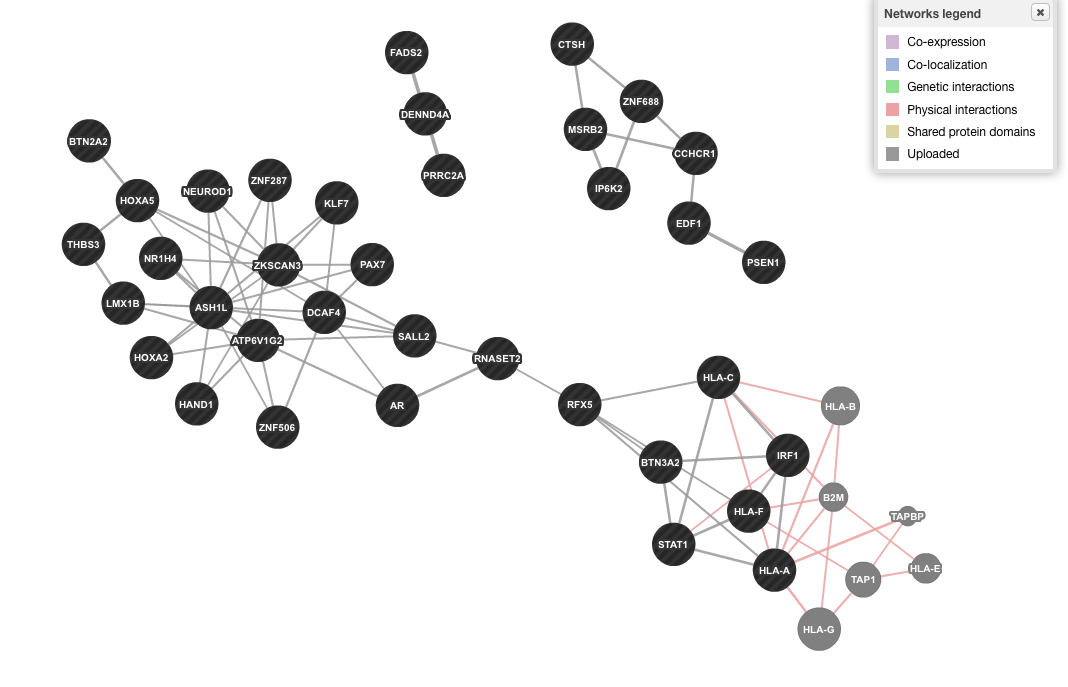 Networks legend
Co-expression
Co-localization
Genetic interactions
Physical interactions
Shared protein domains
Uploaded
FADS2
CTSH
ZNF688
DENND4A
MSRB2
BTN2A2
CCHCR1
PRRC2A
ZNF287
IP6K2
NEUROD1
HOXA5
KLF7
EDF1
THBS3
NR1H4
PSEN1
ZKSCAN3
PAX7
LMX1B
ASH1L
DCAF4
SALL2
ATP6V1G2
HOXA2
RNASET2
HLA-C
HAND1
AR
RFX5
HLA-B
ZNF506
IRF1
BTN3A2
B2M
HLA-F
TAPBP
STAT1
HLA-E
HLA-A
TAP1
HLA-G